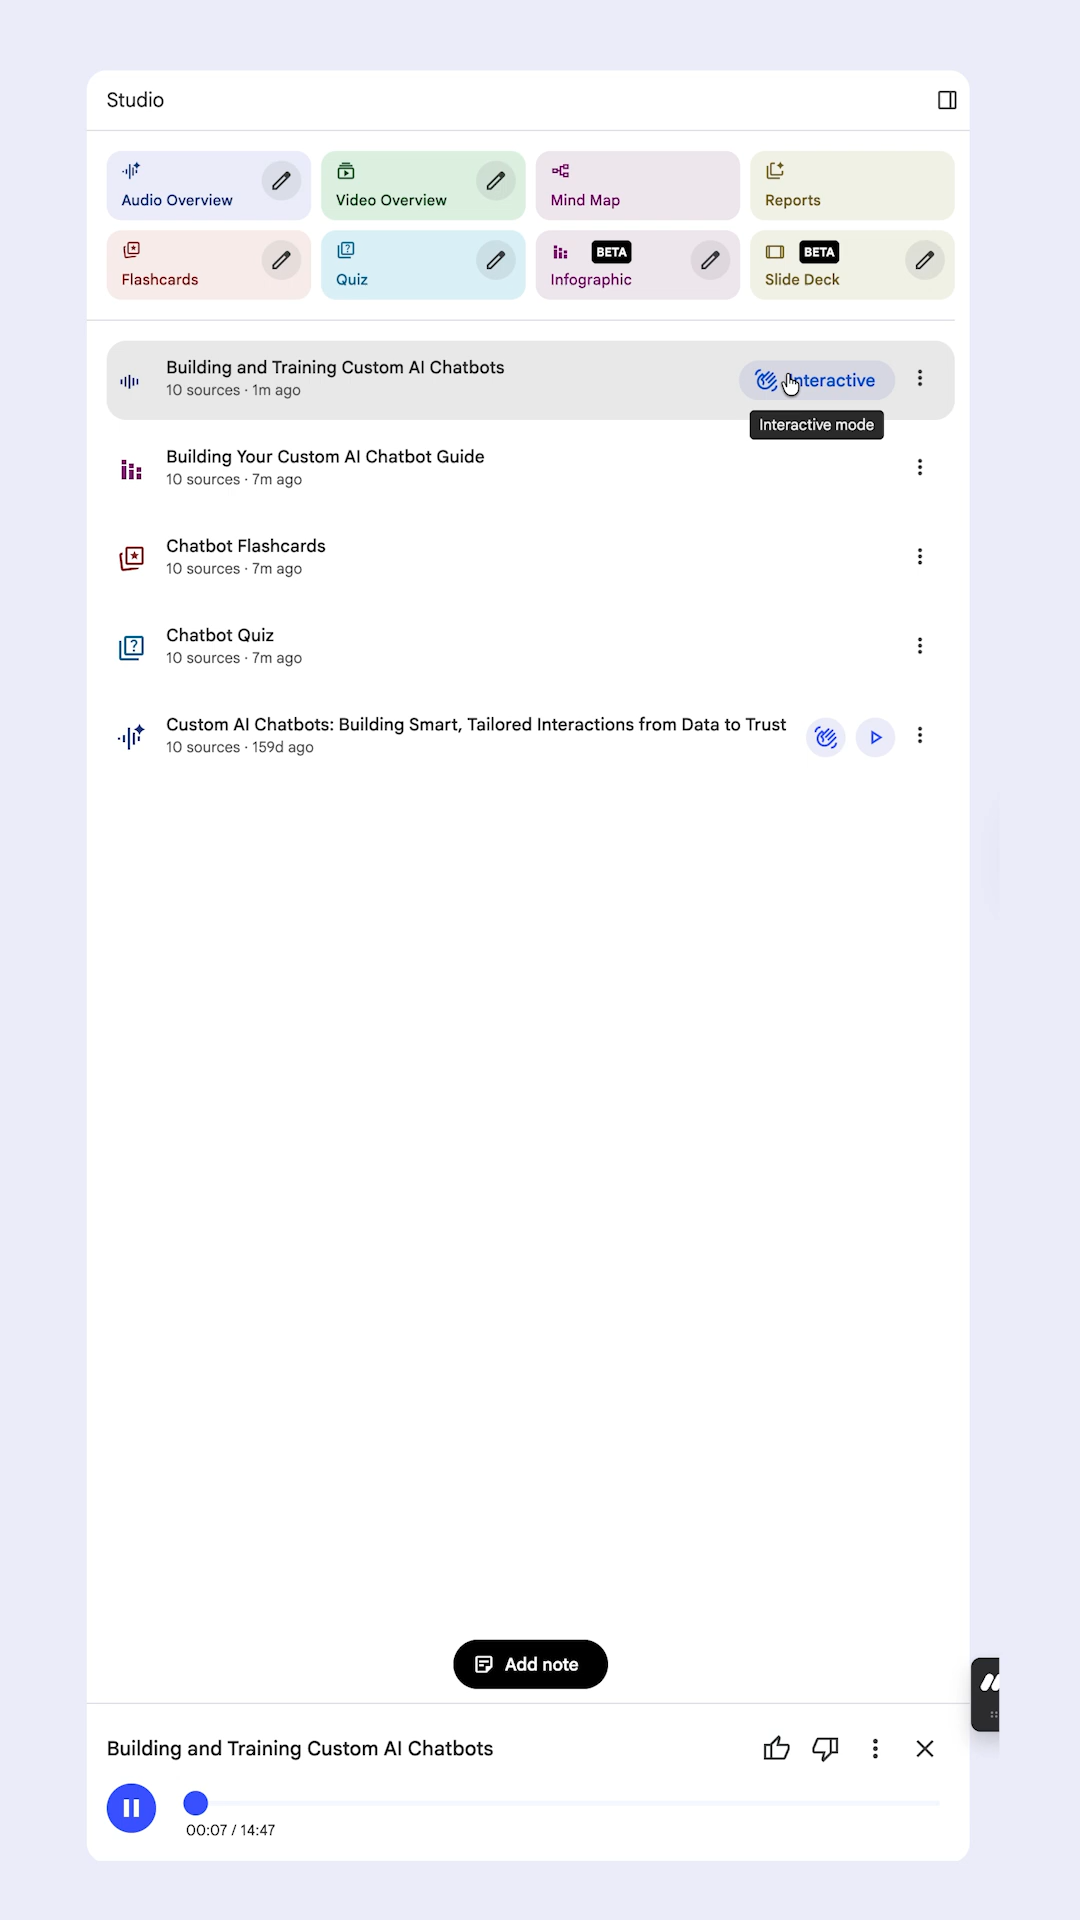 Studio
Audio Overview
Video Overview
Mind Map
Reports
Flashcards
Quiz
BETA
Infographic
BETA
Slide Deck
Building and Training Custom AI Chatbots
10 sources · 1m ago
Interactive
Interactive mode
Building Your Custom AI Chatbot Guide
10 sources · 7m ago
Chatbot Flashcards
10 sources · 7m ago
Chatbot Quiz
10 sources · 7m ago
Custom AI Chatbots: Building Smart, Tailored Interactions from Data to Trust
10 sources · 159d ago
Add note
Building and Training Custom AI Chatbots
00:07 / 14:47